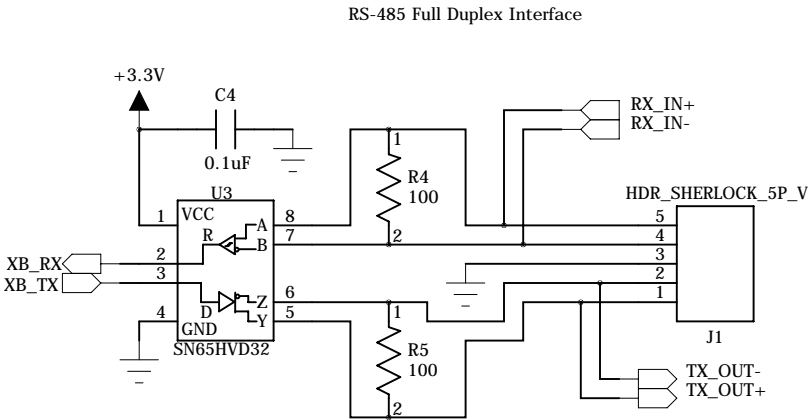 RS-485 Full Duplex Interface
+3.3V
C4
0.1uF
RX_IN+
RX_IN-
1
R4
100
2
HDR_SHERLOCK_5P_V
U3
1
VCC
A
8
R
B
7
2
XB_RX
XB_TX
3
D
Z
6
Y
5
4
GND
SN65HVD32
1
R5
100
2
5
4
3
2
1
J1
TX_OUT-
TX_OUT+